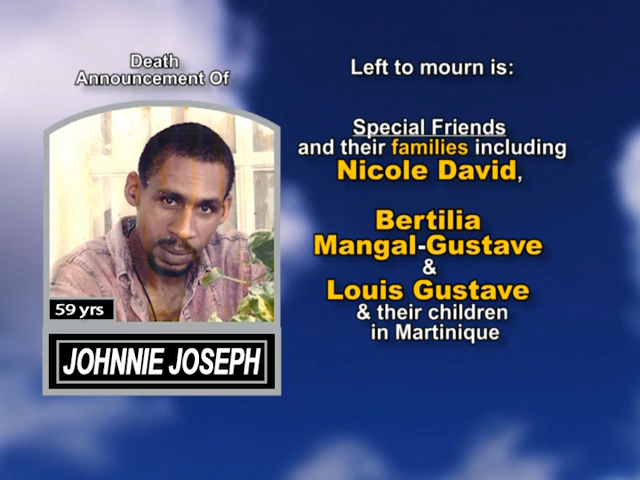 Death
Announcement Of
59 yrs
JOHNNIE JOSEPH
Left to mourn is:
Special Friends
and their families including
Nicole David,
Bertilia
Mangal-Gustave
&
Louis Gustave
& their children
in Martinique